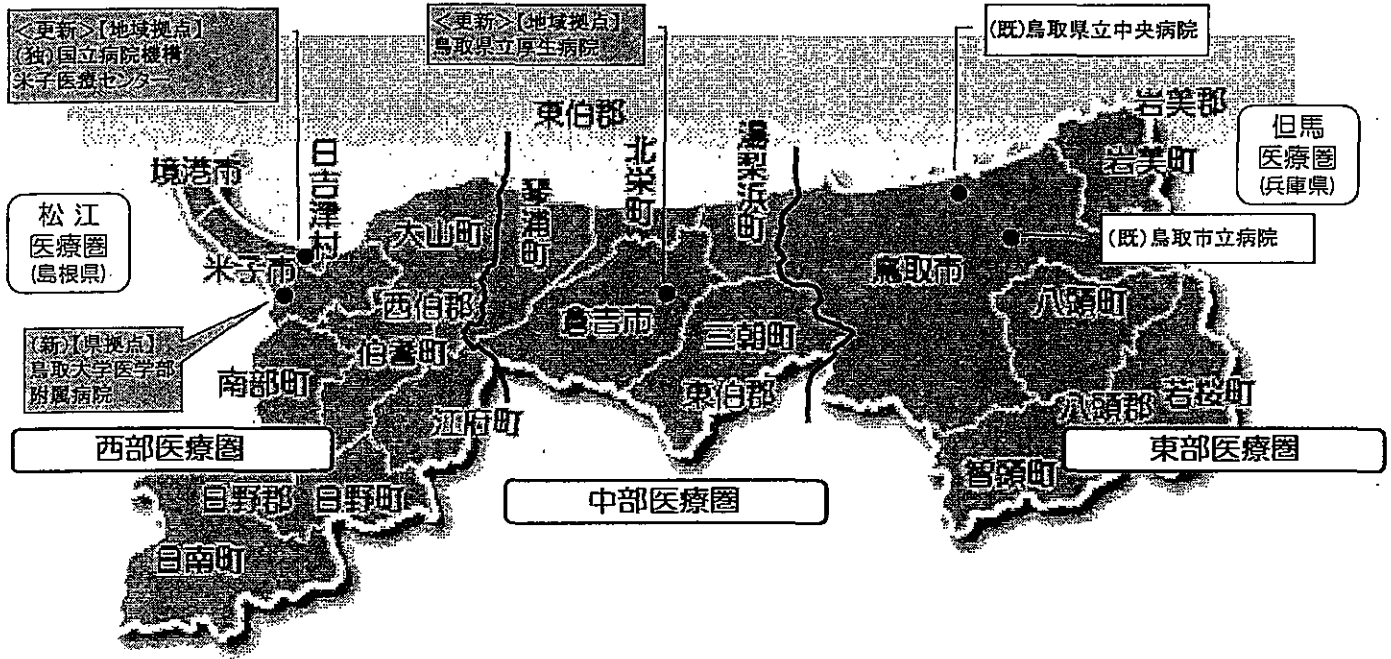 <更新>【地域拠点】
(独)国立病院機構
米子医療センター
<更新>【地域拠点】
鳥取県立厚生病院
(既)鳥取県立中央病院
岩美郡
岩美町
但馬
医療圏
(兵庫県)
東伯郡
湯梨浜町
北栄町
琴浦町
日吉津村
境港市
松江
医療圏
(島根県)
大山町
米子市
(既)鳥取市立病院
鳥取市
八頭町
西伯郡
倉吉市
三朝町
伯耆町
(新)【県拠点】
鳥取大学医学部
附属病院
南部町
東伯郡
八頭郡
若桜町
江府町
西部医療圏
東部医療圏
智頭町
中部医療圏
日野郡
日野町
日南町